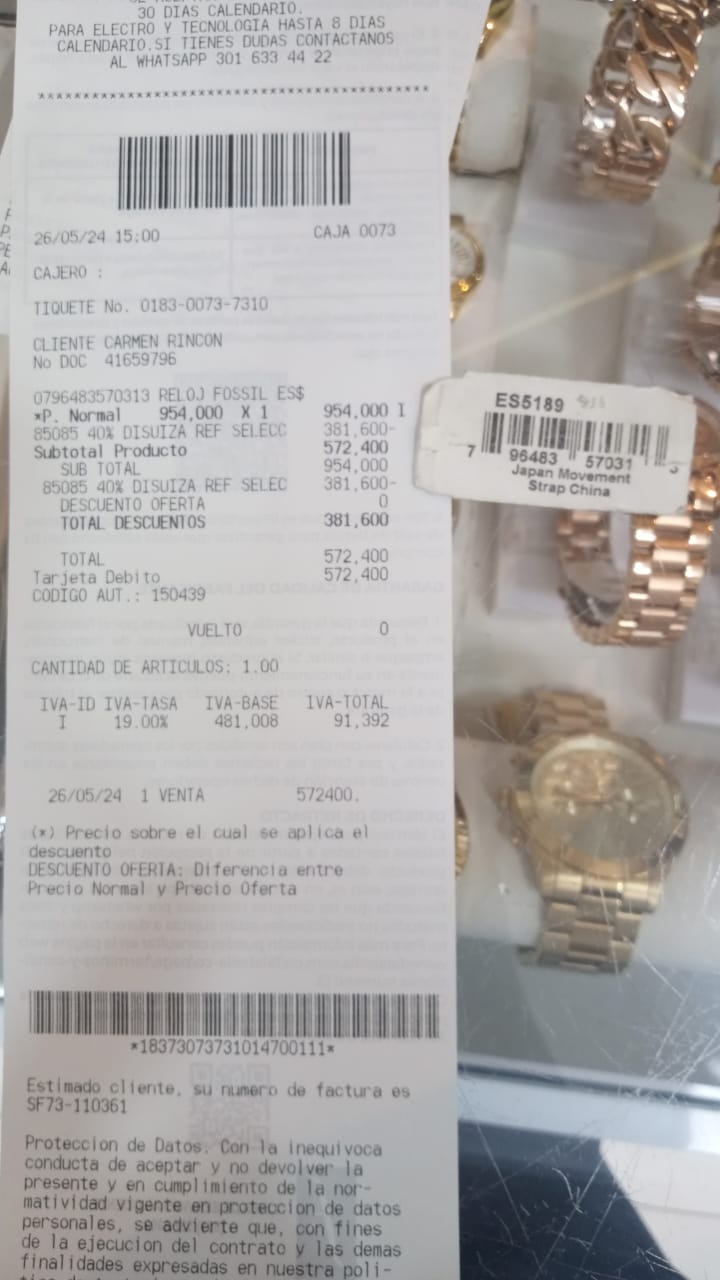 30 DIAS CALENDARIO.
PARA ELECTRO Y TECNOLOGIA HASTA 8 DIAS
CALENDARIO.SI TIENES DUDAS CONTACTANOS
AL WHATSAPP 301 633 44 22
******************************************
26/05/24 15:00 CAJA 0073
CAJERO :
TIQUETE No. 0183-0073-7310
CLIENTE CARMEN RINCON
No DOC 41659796
0796483570313 RELOJ FOSSIL ES$
*P. Normal 954,000 X 1 954,000 I
85085 40% DISUIZA REF SELECC 381,600-
Subtotal Producto 572,400
SUB TOTAL 954,000
85085 40% DISUIZA REF SELEC 381,600-
DESCUENTO OFERTA 0
TOTAL DESCUENTOS 381,600
TOTAL 572,400
Tarjeta Debito 572,400
CODIGO AUT.: 150439
VUELTO 0
CANTIDAD DE ARTICULOS: 1.00
IVA-ID IVA-TASA IVA-BASE IVA-TOTAL
I 19.00% 481,008 91,392
26/05/24 1 VENTA 572400.
(*) Precio sobre el cual se aplica el
descuento
DESCUENTO OFERTA: Diferencia entre
Precio Normal y Precio Oferta
*18373073731014700111*
Estimado cliente, su numero de factura es
SF73-110361
Proteccion de Datos. Con la inequivoca
conducta de aceptar y no devolver la
presente y en cumplimiento de la nor-
matividad vigente en proteccion de datos
personales, se advierte que, con fines
de la ejecucion del contrato y las demas
finalidades expresadas en nuestra poli-
ES5189
7 96483 57031 3
Japan Movement
Strap China